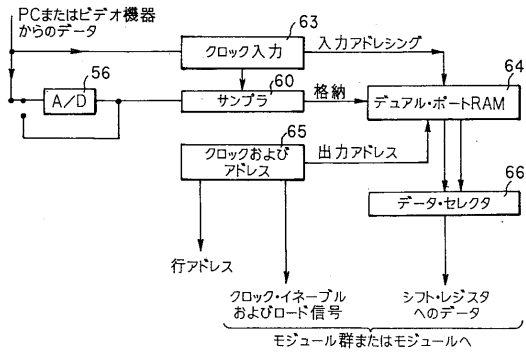 PCまたはビデオ機器
からのデータ
63
クロック入力
入力アドレシング
64
56
A/D
60
サンプラ
格納
デュアル・ポートRAM
65
クロックおよび
アドレス
出力アドレス
66
データ・セレクタ
行アドレス
クロック・イネーブル
およびロード信号
シフト・レジスタ
へのデータ
モジュール群またはモジュールへ